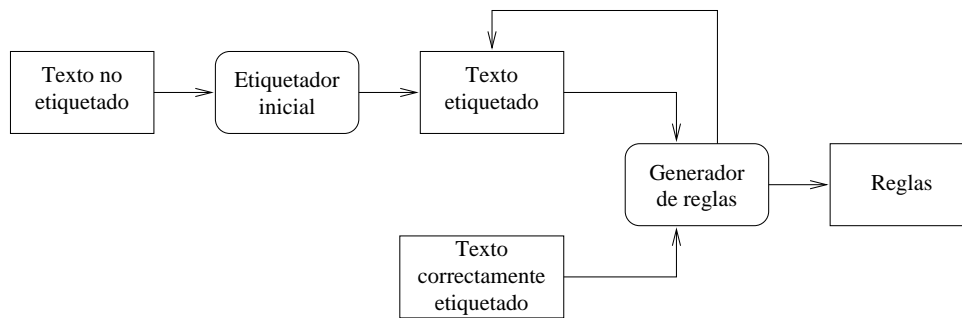 Texto no
etiquetado
Etiquetador
inicial
Texto
etiquetado
Generador
de reglas
Reglas
Texto
correctamente
etiquetado